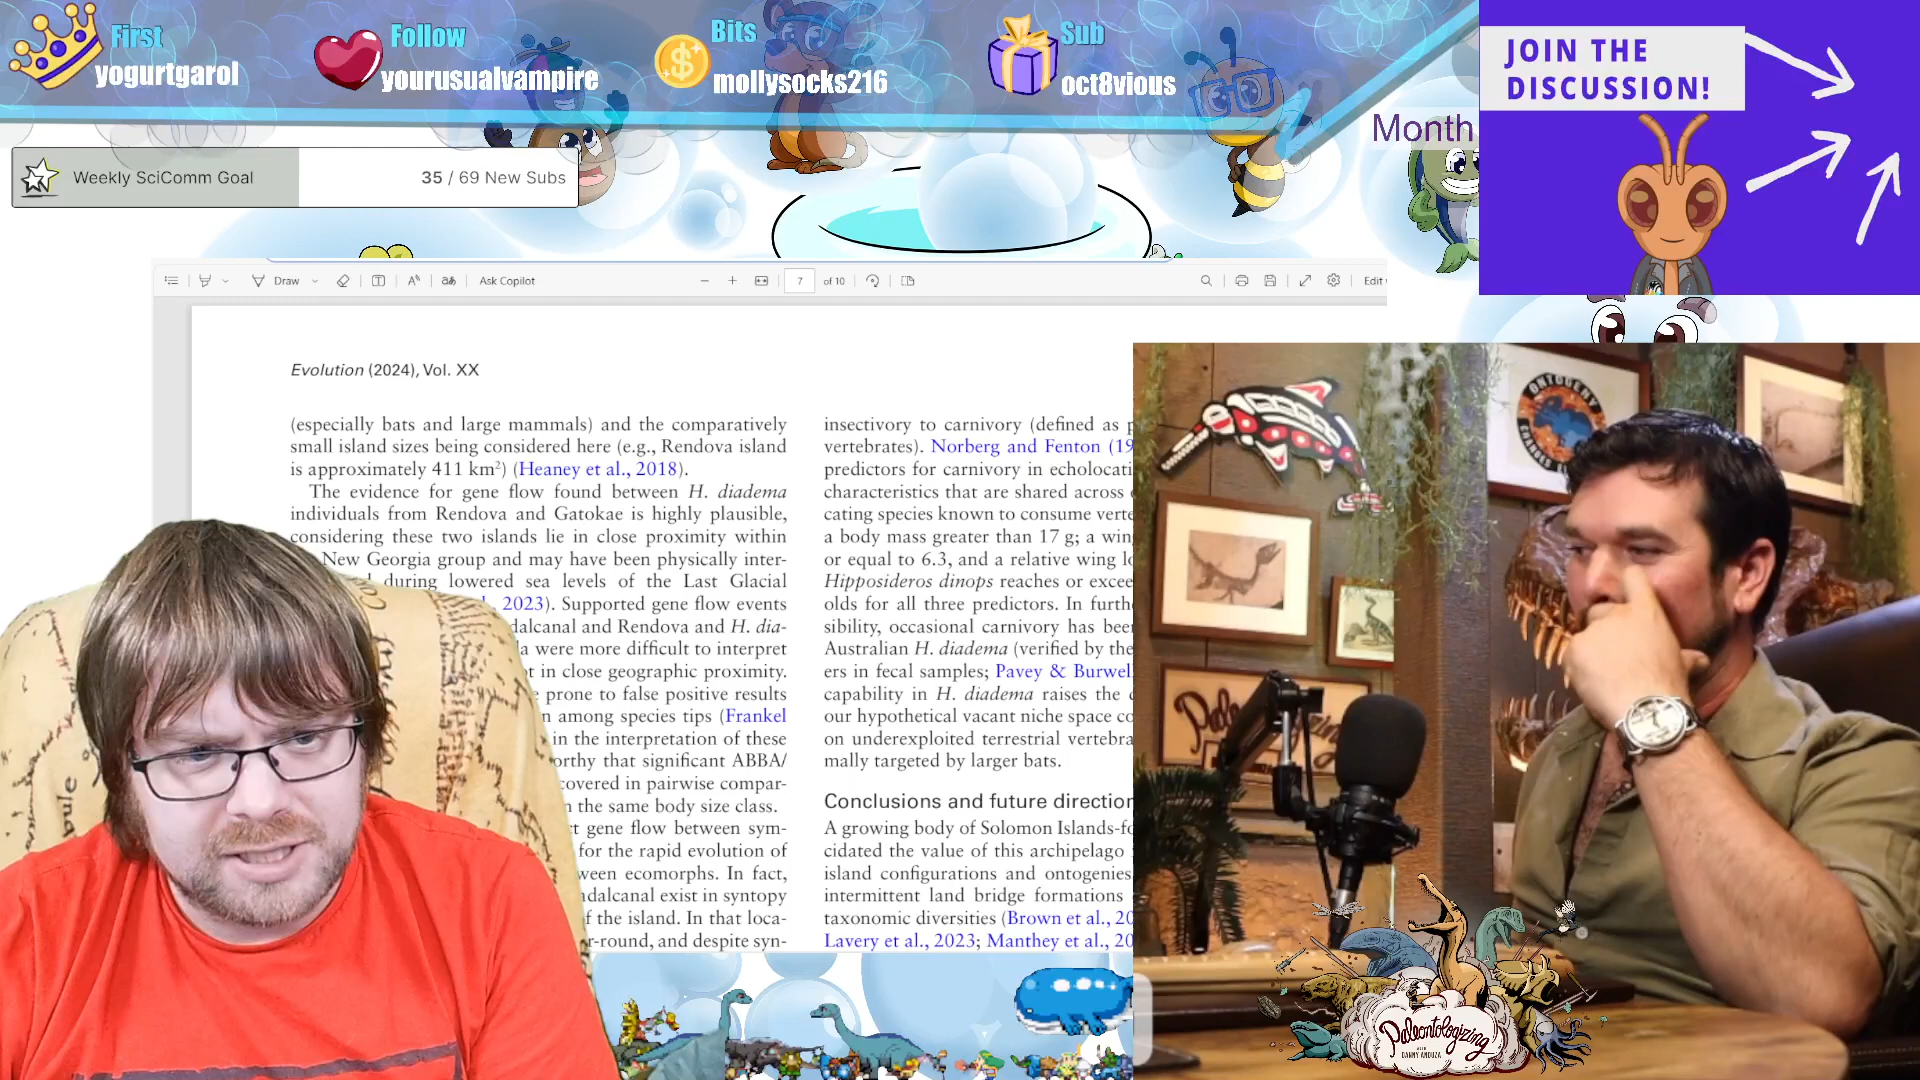 First
yogurtgarol
Follow
yourusualvampire
Bits
mollysocks216
Sub
oct8vious
Month
JOIN THE
DISCUSSION!
Weekly SciComm Goal
35 / 69 New Subs
Draw
Ask Copilot
7 of 10
Edit
Evolution (2024), Vol. XX
(especially bats and large mammals) and the comparatively
small island sizes being considered here (e.g., Rendova island
is approximately 411 km²) (Heaney et al., 2018).
The evidence for gene flow found between H. diadema
individuals from Rendova and Gatokae is highly plausible,
considering these two islands lie in close proximity within
New Georgia group and may have been physically inter-
during lowered sea levels of the Last Glacial
2023). Supported gene flow events
dalcanal and Rendova and H. dia-
a were more difficult to interpret
t in close geographic proximity.
e prone to false positive results
n among species tips (Frankel
in the interpretation of these
orthy that significant ABBA/
covered in pairwise compar-
n the same body size class.
ct gene flow between sym-
for the rapid evolution of
ween ecomorphs. In fact,
adalcanal exist in syntopy
of the island. In that loca-
r-round, and despite syn-
insectivory to carnivory (defined as p
vertebrates). Norberg and Fenton (19
predictors for carnivory in echolocati
characteristics that are shared across
cating species known to consume verte
a body mass greater than 17 g; a win
or equal to 6.3, and a relative wing lo
Hipposideros dinops reaches or excee
olds for all three predictors. In furth
sibility, occasional carnivory has bee
Australian H. diadema (verified by the
ers in fecal samples; Pavey & Burwel
capability in H. diadema raises the
our hypothetical vacant niche space co
on underexploited terrestrial vertebra
mally targeted by larger bats.
Conclusions and future direction
A growing body of Solomon Islands-fo
cidated the value of this archipelago
island configurations and ontogenies
intermittent land bridge formations
taxonomic diversities (Brown et al., 20
Lavery et al., 2023; Manthey et al., 20
ONTOGENY
Paleontologizing
WITH
DANNY ANDUZA